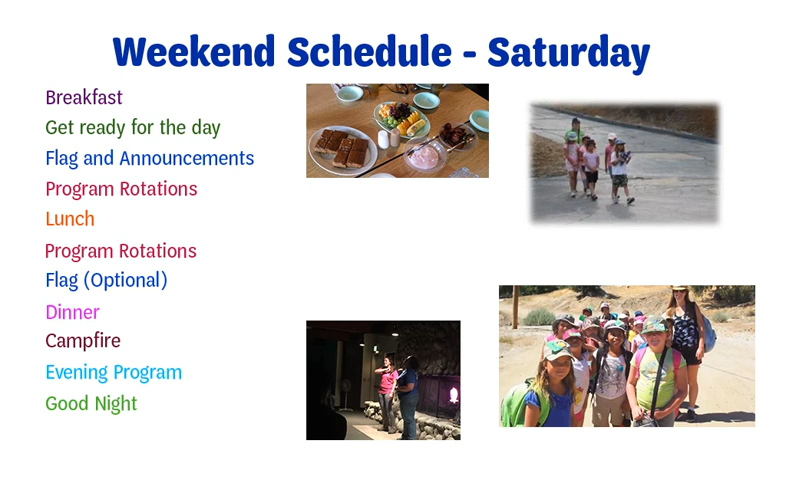 Weekend Schedule - Saturday
Breakfast
Get ready for the day
Flag and Announcements
Program Rotations
Lunch
Program Rotations
Flag (Optional)
Dinner
Campfire
Evening Program
Good Night